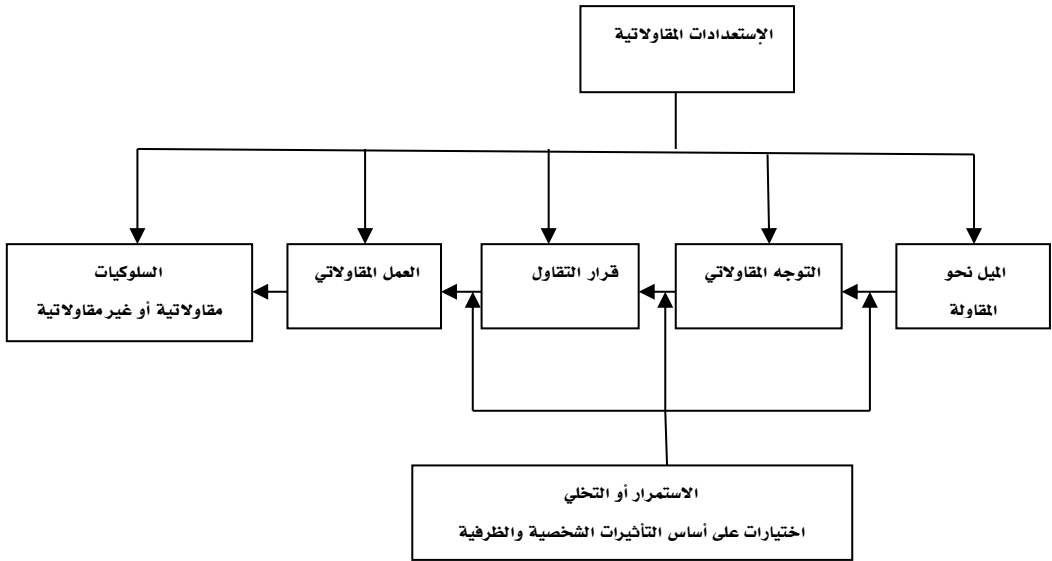 الإستعدادات المقاولاتية
الميل نحو
المقاولة
التوجه المقاولاتي
قرار التقاول
العمل المقاولاتي
السلوكيات
مقاولاتية أو غير مقاولاتية
الاستمرار أو التخلي
اختيارات على أساس التأثيرات الشخصية والظرفية